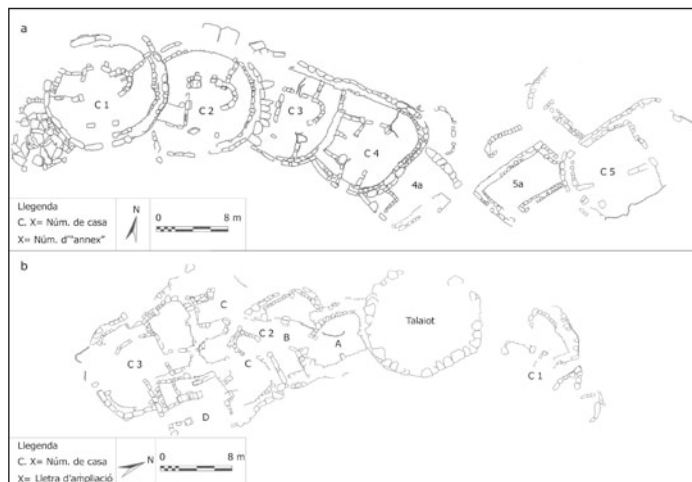 a
C 1
C 2
C 3
C 4
4a
5a
C 5
Llegenda
C. X= Núm. de casa
X= Núm. d'"annex"
N
0 8 m
b
C
C 2
B
A
Talaiot
C 3
C
C 1
D
Llegenda
C. X= Núm. de casa
X= Lletra d'ampliació
N
0 8 m